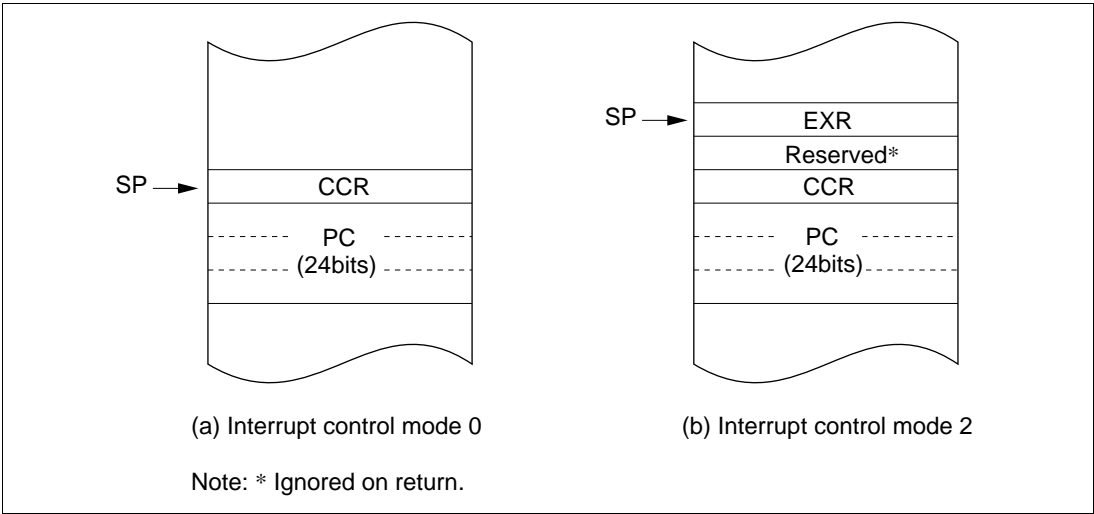 SP
CCR
PC
(24bits)
(a) Interrupt control mode 0
SP
EXR
Reserved*
CCR
PC
(24bits)
(b) Interrupt control mode 2
Note: * Ignored on return.